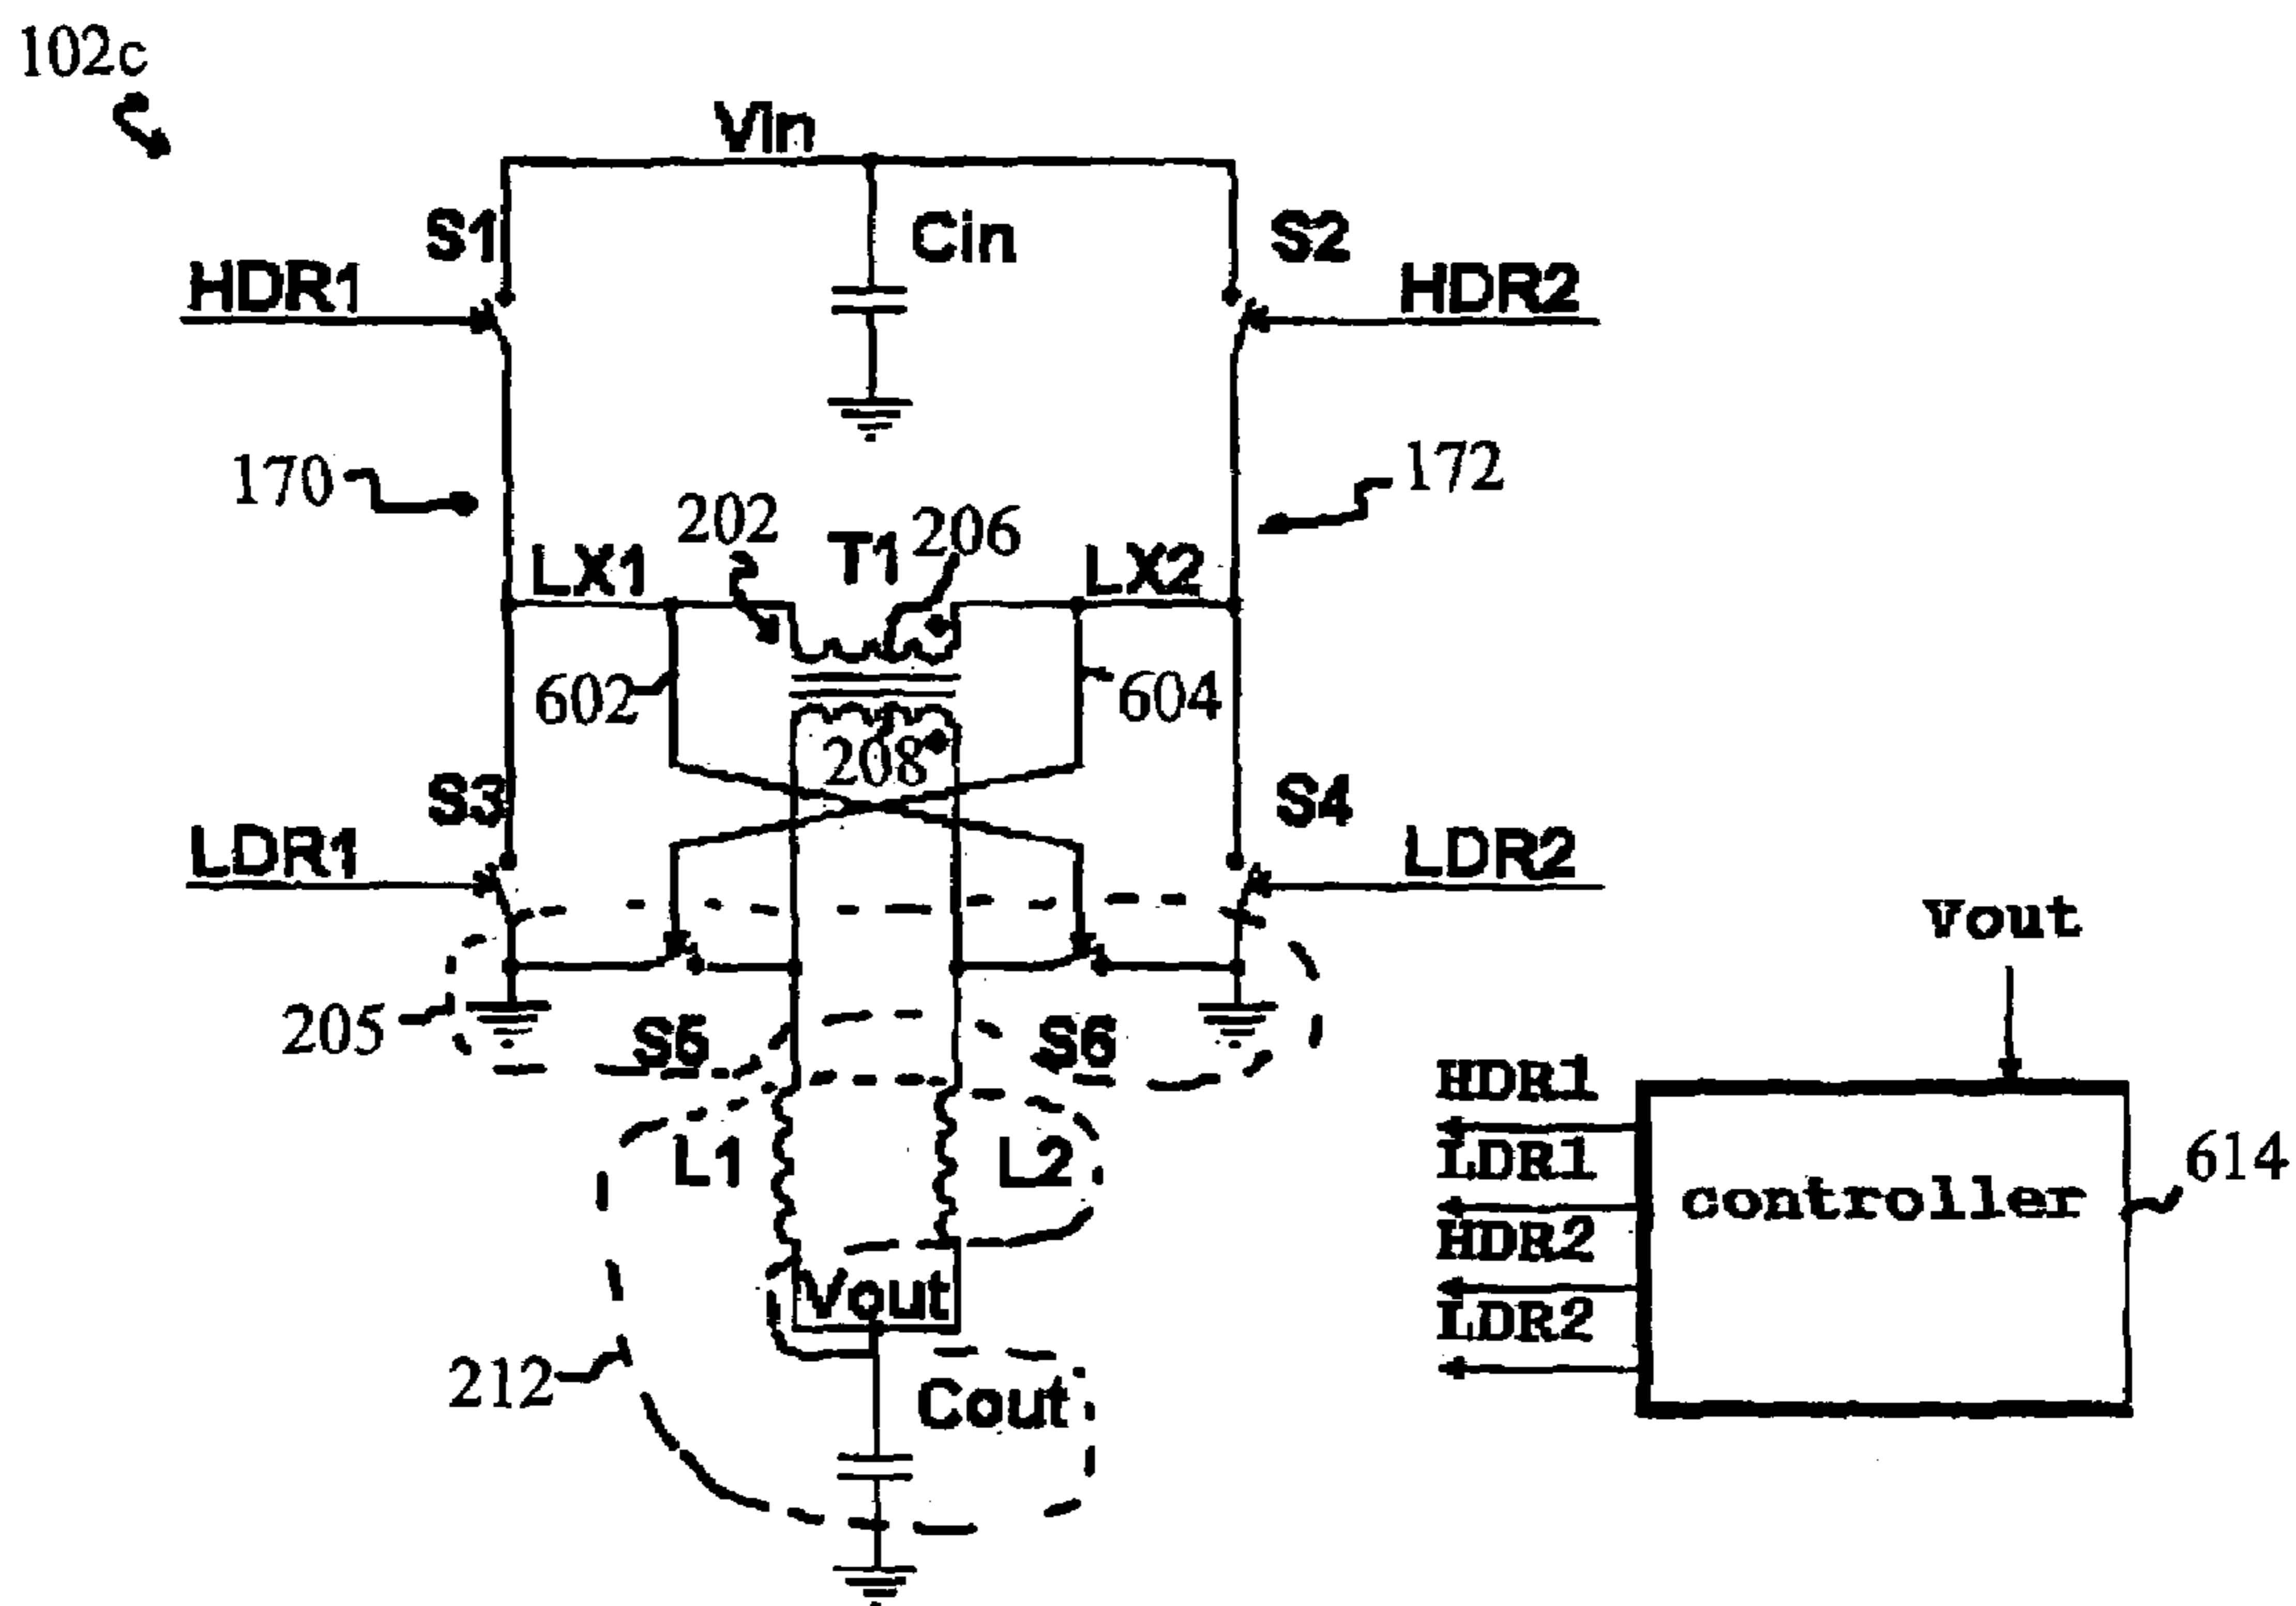 102c
Vin
S1
Cin
S2
HDR1
HDR2
170
202
T1
206
172
LX1
LX2
602
604
208
S3
S4
LDR1
LDR2
Vout
205
S5
S6
HDR1
L1
L2
LDR1
controller
614
HDR2
Vout
LDR2
212
Cout